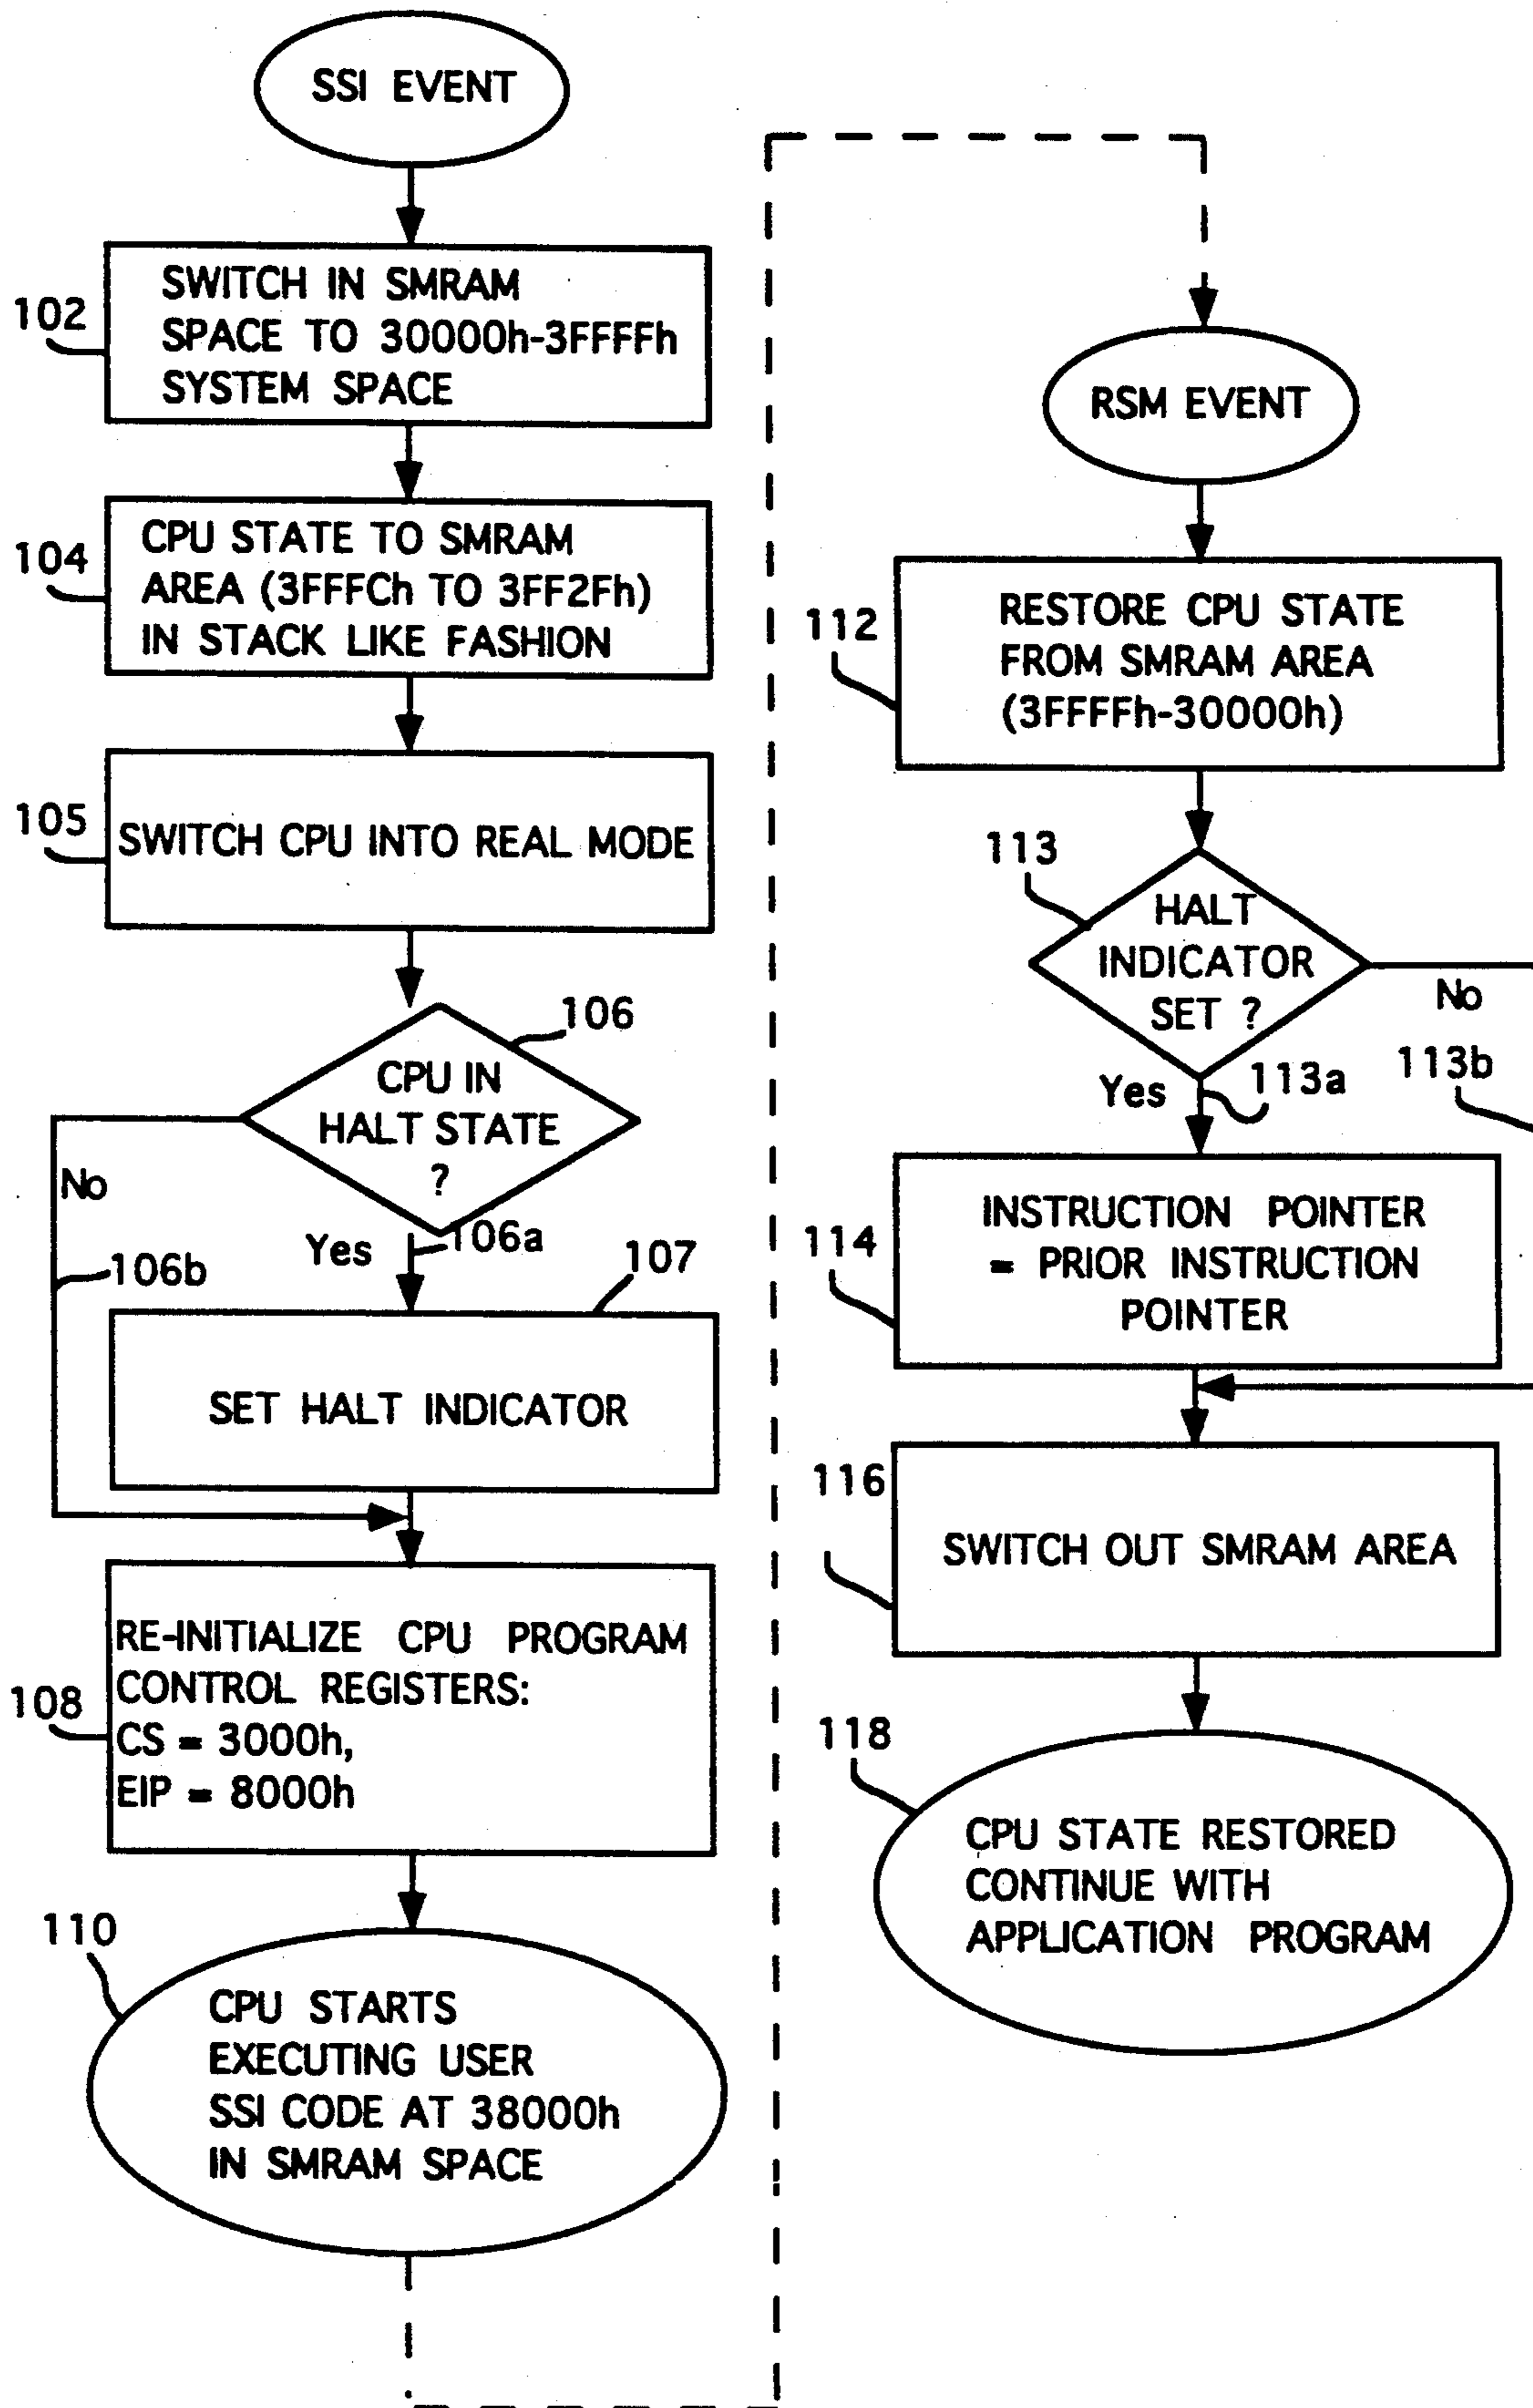 SSI EVENT
102
SWITCH IN SMRAM
SPACE TO 30000h-3FFFFh
SYSTEM SPACE
104
CPU STATE TO SMRAM
AREA (3FFFCh TO 3FF2Fh)
IN STACK LIKE FASHION
105
SWITCH CPU INTO REAL MODE
106
CPU IN
HALT STATE
?
No
Yes
106a
106b
107
SET HALT INDICATOR
108
RE-INITIALIZE CPU PROGRAM
CONTROL REGISTERS:
CS = 3000h,
EIP = 8000h
110
CPU STARTS
EXECUTING USER
SSI CODE AT 38000h
IN SMRAM SPACE
RSM EVENT
112
RESTORE CPU STATE
FROM SMRAM AREA
(3FFFFh-30000h)
113
HALT
INDICATOR
SET ?
No
Yes
113a
113b
114
INSTRUCTION POINTER
= PRIOR INSTRUCTION
POINTER
116
SWITCH OUT SMRAM AREA
118
CPU STATE RESTORED
CONTINUE WITH
APPLICATION PROGRAM